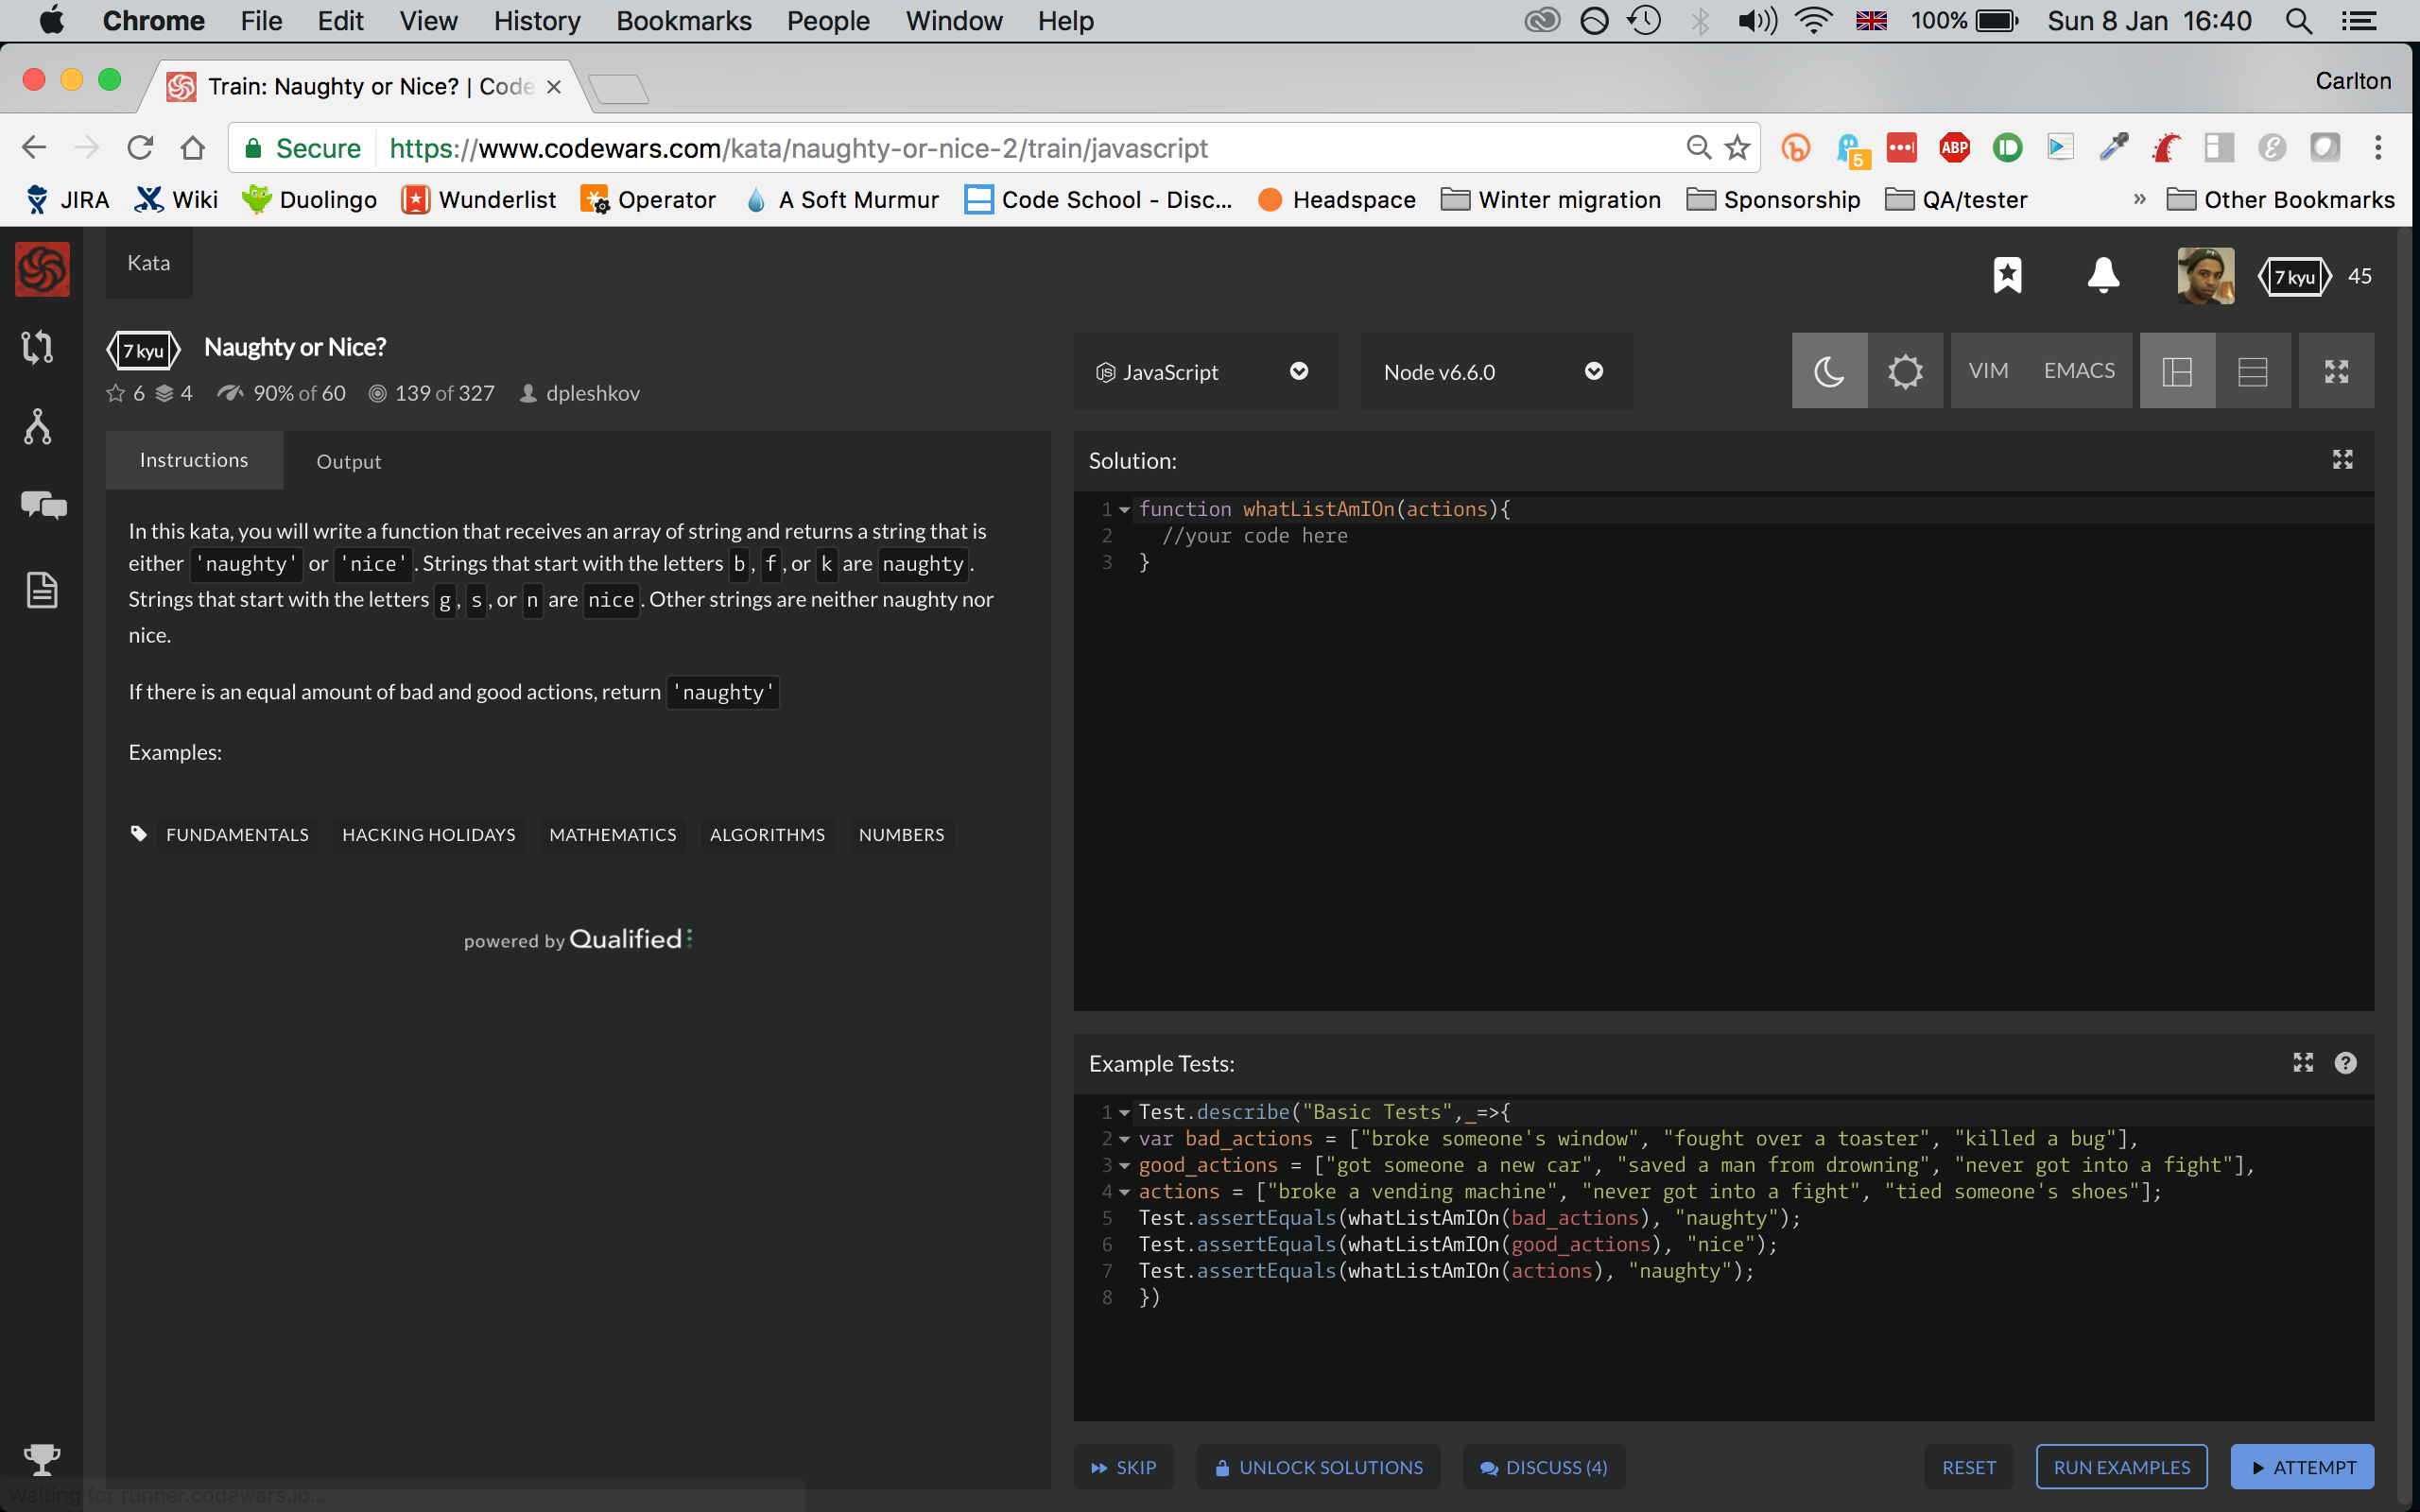 Chrome File Edit View History Bookmarks People Window Help 100% Sun 8 Jan 16:40
Train: Naughty or Nice? | Code Carlton
Secure https://www.codewars.com/kata/naughty-or-nice-2/train/javascript 5 ABP
JIRA Wiki Duolingo Wunderlist Operator A Soft Murmur Code School - Disc... Headspace Winter migration Sponsorship QA/tester » Other Bookmarks
Kata
7 kyu 45
7 kyu Naughty or Nice?
JavaScript Node v6.6.0 VIM EMACS
6 4 90% of 60 139 of 327 dpleshkov
Instructions Output
In this kata, you will write a function that receives an array of string and returns a string that is
either 'naughty' or 'nice'. Strings that start with the letters b, f, or k are naughty.
Strings that start with the letters g, s, or n are nice. Other strings are neither naughty nor
nice.
If there is an equal amount of bad and good actions, return 'naughty'
Examples:
FUNDAMENTALS HACKING HOLIDAYS MATHEMATICS ALGORITHMS NUMBERS
powered by Qualified
Solution:
1 function whatListAmIOn(actions){
2 //your code here
3 }
Example Tests:
1 Test.describe("Basic Tests",_=>{
2 var bad_actions = ["broke someone's window", "fought over a toaster", "killed a bug"],
3 good_actions = ["got someone a new car", "saved a man from drowning", "never got into a fight"],
4 actions = ["broke a vending machine", "never got into a fight", "tied someone's shoes"];
5 Test.assertEquals(whatListAmIOn(bad_actions), "naughty");
6 Test.assertEquals(whatListAmIOn(good_actions), "nice");
7 Test.assertEquals(whatListAmIOn(actions), "naughty");
8 })
SKIP UNLOCK SOLUTIONS DISCUSS (4) RESET RUN EXAMPLES ATTEMPT
Waiting for runner.codewars.io...